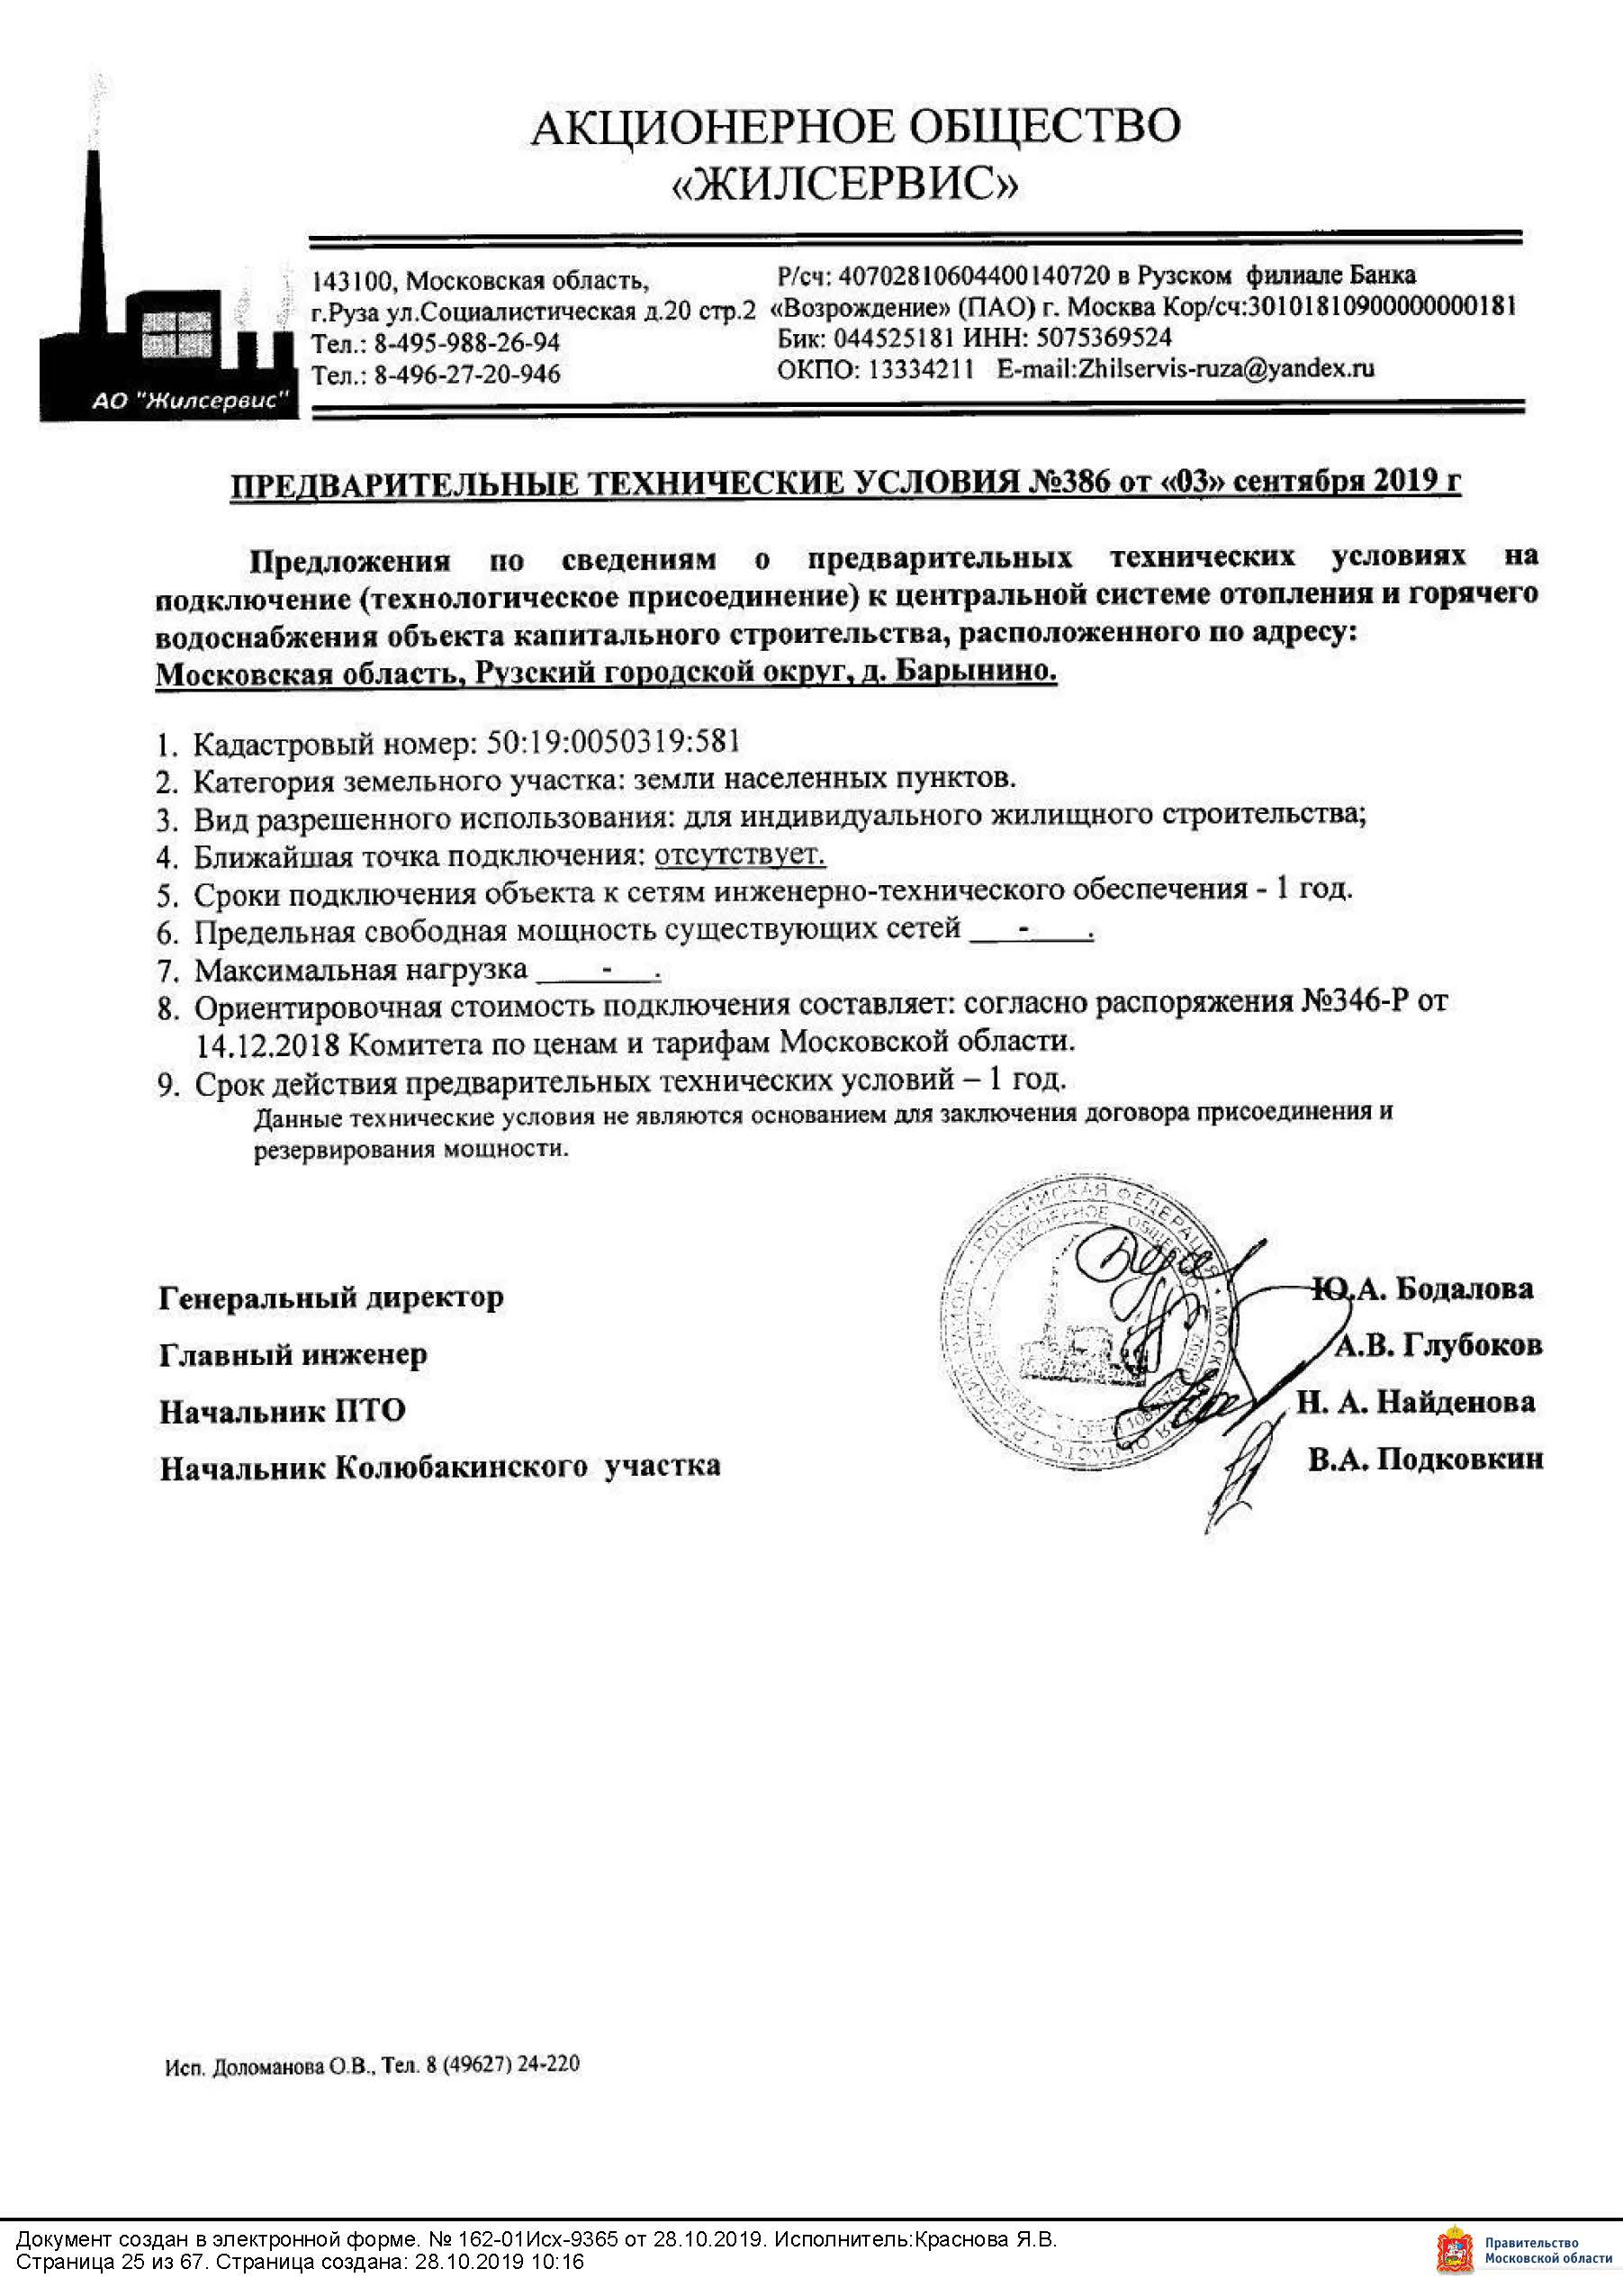 АКЦИОНЕРНОЕ ОБЩЕСТВО
«ЖИЛСЕРВИС»
143100, Московская область,
г.Руза ул.Социалистическая д.20 стр.2
Тел.: 8-495-988-26-94
Тел.: 8-496-27-20-946
Р/сч: 40702810604400140720 в Рузском филиале Банка
«Возрождение» (ПАО) г. Москва Кор/сч:30101810900000000181
Бик: 044525181 ИНН: 5075369524
ОКПО: 13334211 E-mail:Zhilservis-ruza@yandex.ru
АО "Жилсервис"
ПРЕДВАРИТЕЛЬНЫЕ ТЕХНИЧЕСКИЕ УСЛОВИЯ №386 от «03» сентября 2019 г
Предложения по сведениям о предварительных технических условиях на
подключение (технологическое присоединение) к центральной системе отопления и горячего
водоснабжения объекта капитального строительства, расположенного по адресу:
Московская область, Рузский городской округ, д. Барынино.
1. Кадастровый номер: 50:19:0050319:581
2. Категория земельного участка: земли населенных пунктов.
3. Вид разрешенного использования: для индивидуального жилищного строительства;
4. Ближайшая точка подключения: отсутствует.
5. Сроки подключения объекта к сетям инженерно-технического обеспечения - 1 год.
6. Предельная свободная мощность существующих сетей ___-____.
7. Максимальная нагрузка ____-___.
8. Ориентировочная стоимость подключения составляет: согласно распоряжения №346-Р от
14.12.2018 Комитета по ценам и тарифам Московской области.
9. Срок действия предварительных технических условий – 1 год.
Данные технические условия не являются основанием для заключения договора присоединения и
резервирования мощности.
РОССИЙСКАЯ ФЕДЕРАЦИЯ
Генеральный директор Ю.А. Бодалова
Главный инженер А.В. Глубоков
Начальник ПТО Н. А. Найденова
Начальник Колюбакинского участка В.А. Подковкин
Исп. Доломанова О.В., Тел. 8 (49627) 24-220
Документ создан в электронной форме. № 162-01Исх-9365 от 28.10.2019. Исполнитель:Краснова Я.В.
Страница 25 из 67. Страница создана: 28.10.2019 10:16
Правительство
Московской области